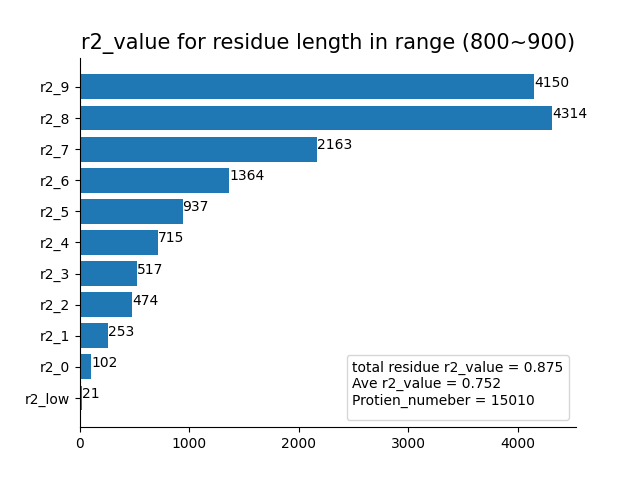 r2_value for residue length in range (800~900)
r2_9 4150
r2_8 4314
r2_7 2163
r2_6 1364
r2_5 937
r2_4 715
r2_3 517
r2_2 474
r2_1 253
r2_0 102
r2_low 21
total residue r2_value = 0.875
Ave r2_value = 0.752
Protien_numeber = 15010
0 1000 2000 3000 4000